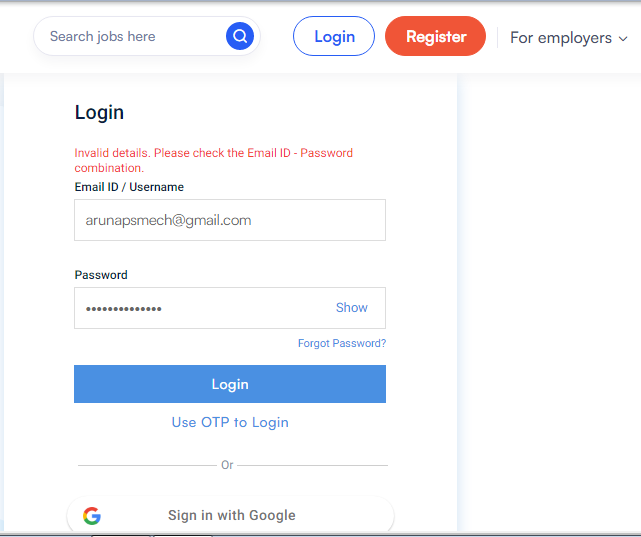 Search jobs here
Login
Register
For employers
Login
Invalid details. Please check the Email ID - Password
combination.
Email ID / Username
arunapsmech@gmail.com
Password
••••••••••••••
Show
Forgot Password?
Login
Use OTP to Login
Or
Sign in with Google